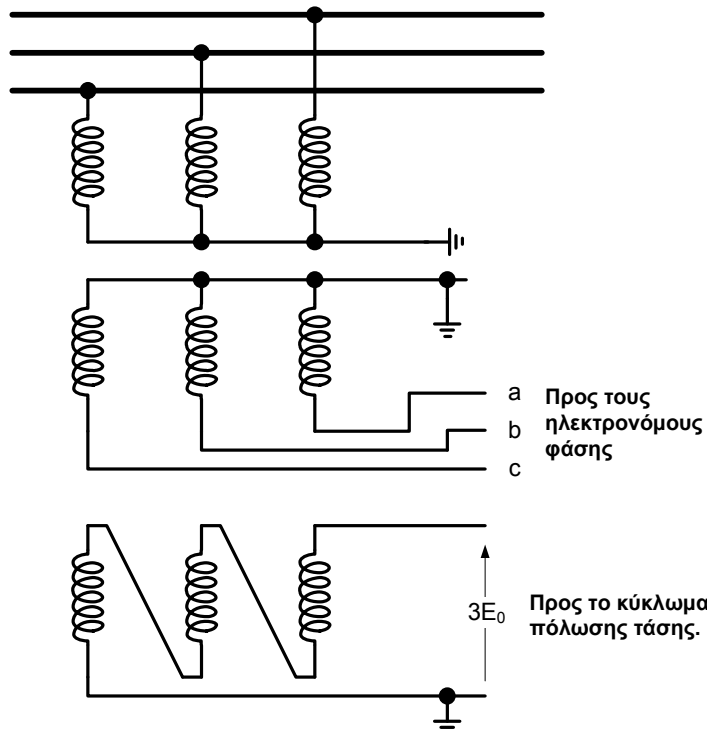 a
Προς τους
ηλεκτρονόμους
φάσης
b
c
3E₀
Προς το κύκλωμα
πόλωσης τάσης.